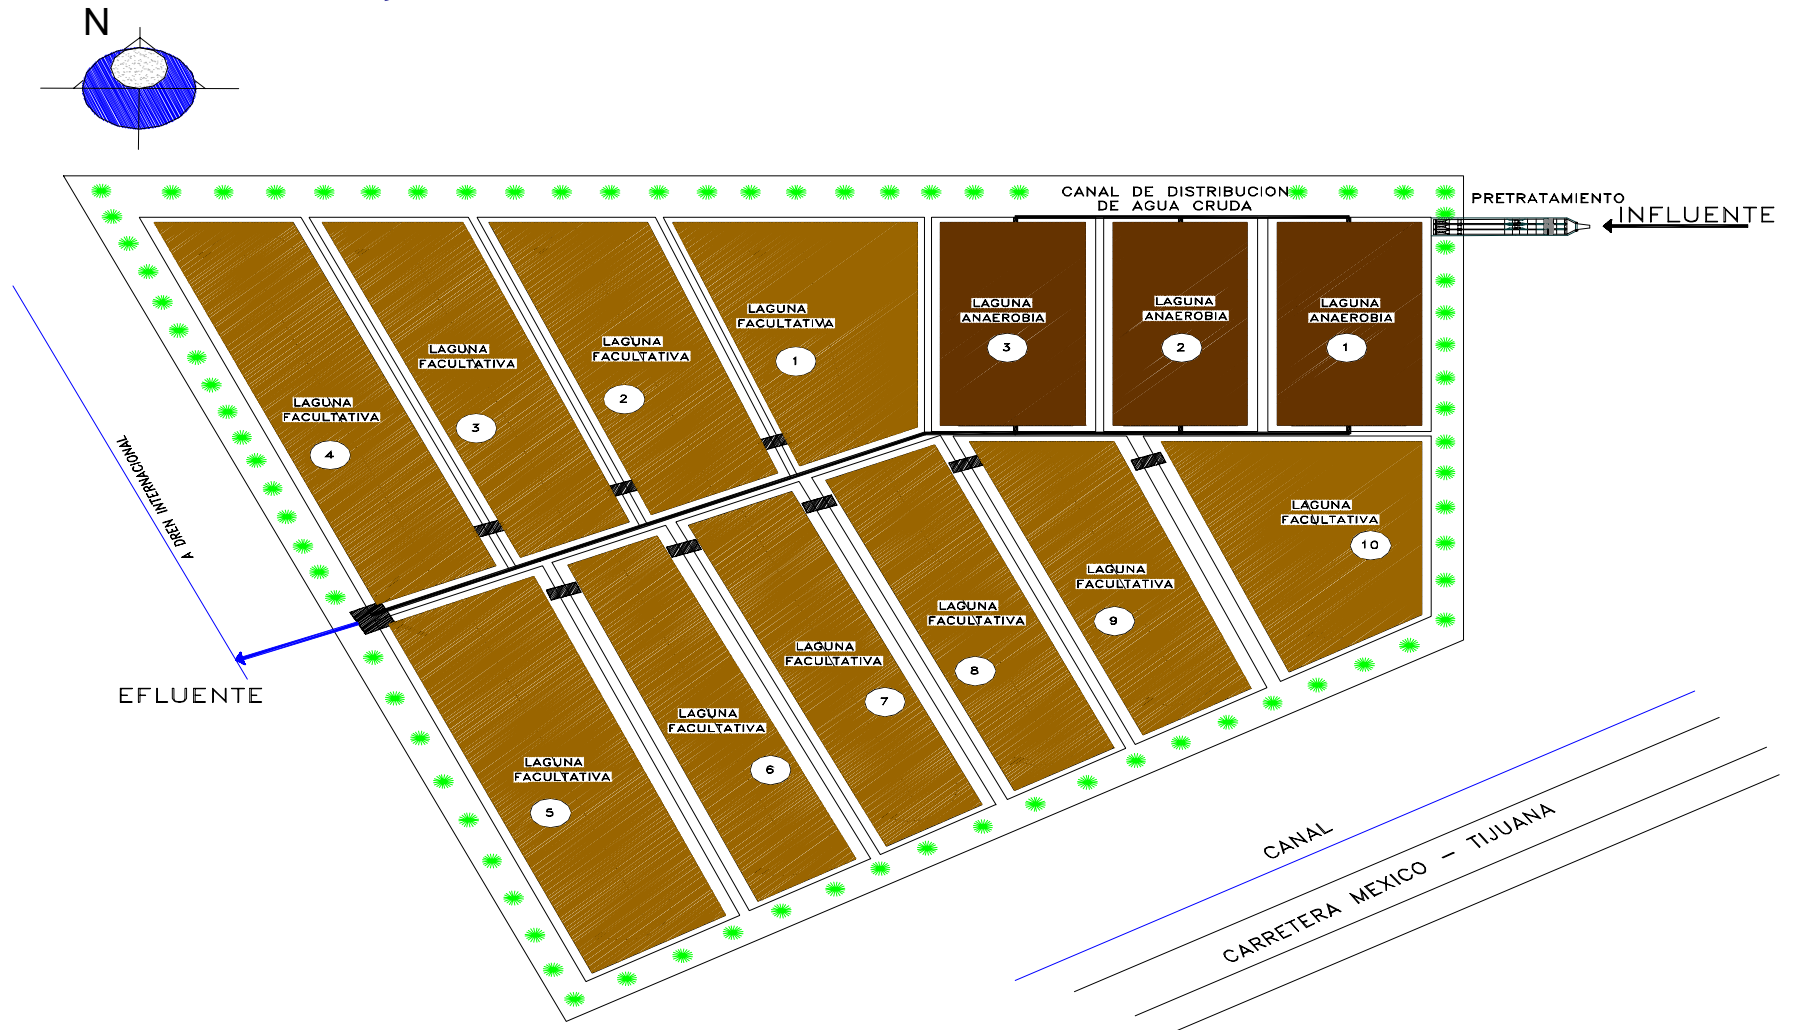 N
CANAL DE DISTRIBUCION
DE AGUA CRUDA
PRETRATAMIENTO
INFLUENTE
LAGUNA
FACULTATIVA
4
LAGUNA
FACULTATIVA
3
LAGUNA
FACULTATIVA
2
LAGUNA
FACULTATIVA
1
LAGUNA
ANAEROBIA
3
LAGUNA
ANAEROBIA
2
LAGUNA
ANAEROBIA
1
A DREN INTERNACIONAL
EFLUENTE
LAGUNA
FACULTATIVA
5
LAGUNA
FACULTATIVA
6
LAGUNA
FACULTATIVA
7
LAGUNA
FACULTATIVA
8
LAGUNA
FACULTATIVA
9
LAGUNA
FACULTATIVA
10
CANAL
CARRETERA MEXICO - TIJUANA